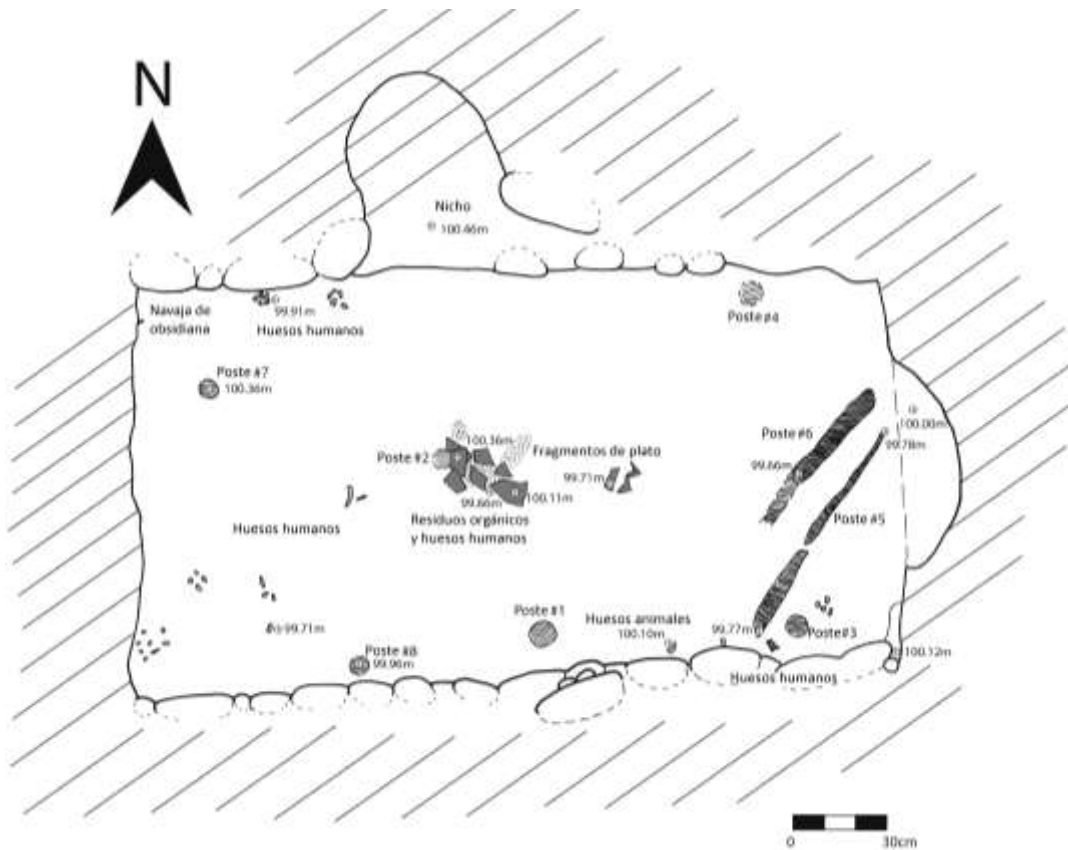 N
Nicho
100.46m
Navaja de
obsidiana
99.91m
Huesos humanos
Poste #4
Poste #7
100.36m
Poste #6
100.00m
99.78m
100.36m
Fragmentos de plato
Poste #2
99.71m
99.66m
99.66m
100.11m
Poste #5
Huesos humanos
Residuos orgánicos
y huesos humanos
Poste #1
Huesos animales
100.10m
99.77m
Poste#3
99.71m
Poste #8
99.96m
100.12m
Huesos humanos
0 30cm